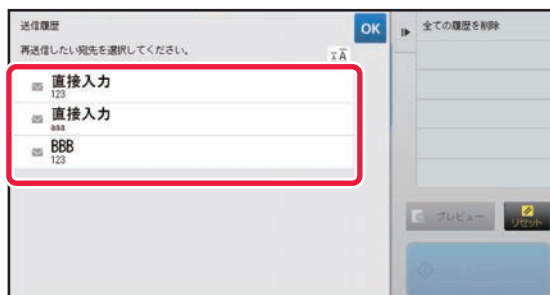 送信履歴
OK
全ての履歴を削除
再送信したい宛先を選択してください。
直接入力
123
直接入力
aaa
BBB
123
プレビュー
リセット